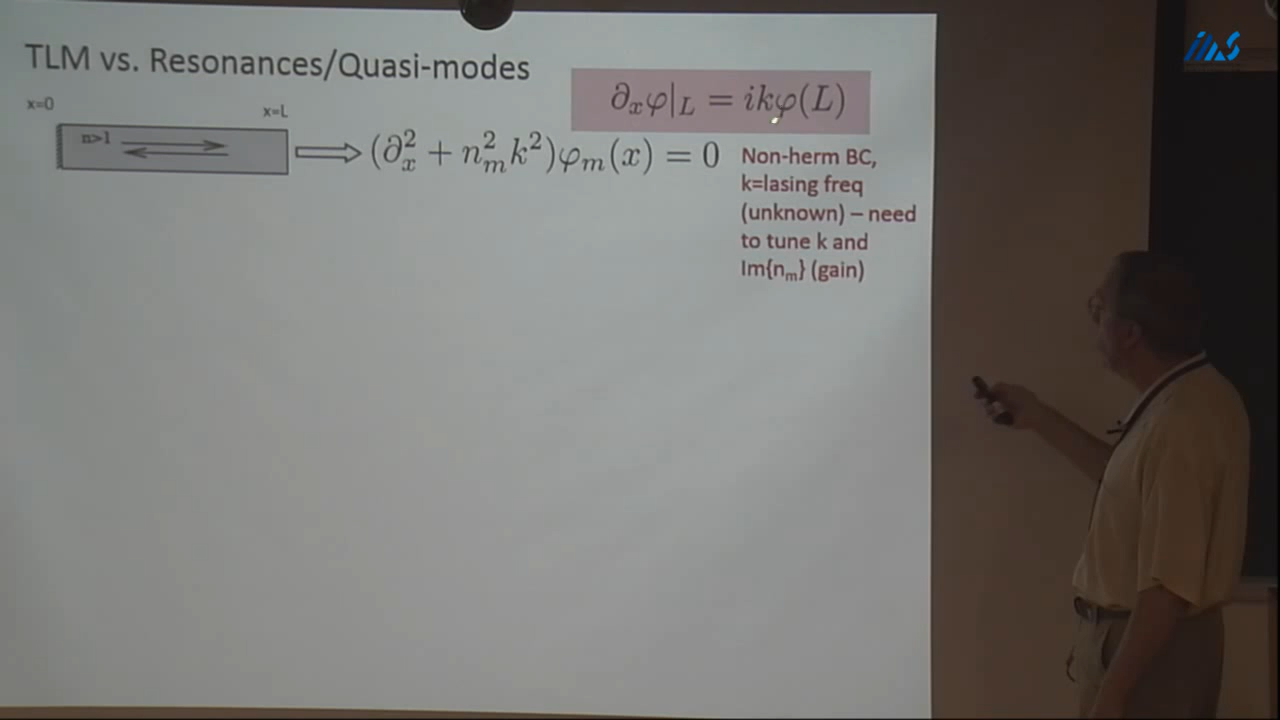 TLM vs. Resonances/Quasi-modes
x=0
x=L
n>1
∂ₓφ|_L = ikφ(L)
(∂ₓ² + nₘ²k²)φₘ(x) = 0
Non-herm BC,
k=lasing freq
(unknown) – need
to tune k and
Im{nₘ} (gain)